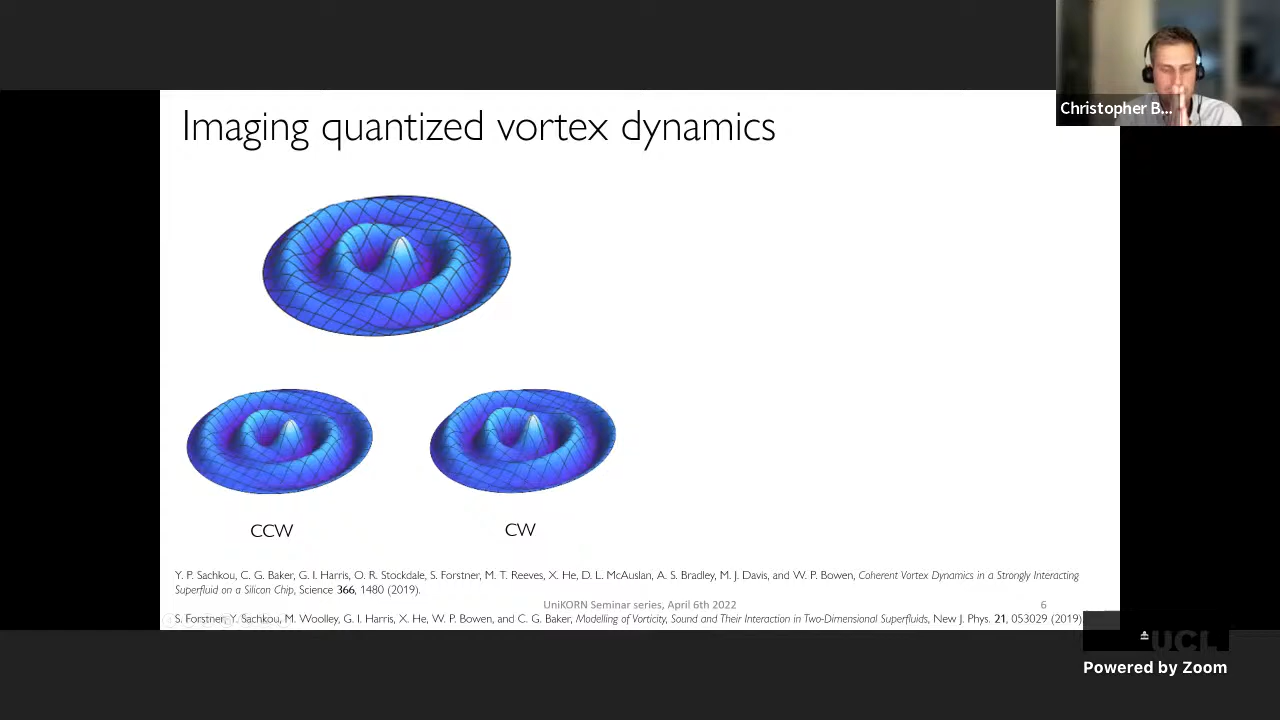 Christopher B...
Imaging quantized vortex dynamics
CCW
CW
Y. P. Sachkou, C. G. Baker, G. I. Harris, O. R. Stockdale, S. Forstner, M. T. Reeves, X. He, D. L. McAuslan, A. S. Bradley, M. J. Davis, and W. P. Bowen, Coherent Vortex Dynamics in a Strongly Interacting
Superfluid on a Silicon Chip, Science 366, 1480 (2019).
UniKORN Seminar series, April 6th 2022
6
S. Forstner, Y. Sachkou, M. Woolley, G. I. Harris, X. He, W. P. Bowen, and C. G. Baker, Modelling of Vorticity, Sound and Their Interaction in Two-Dimensional Superfluids, New J. Phys. 21, 053029 (2019)
UCL
Powered by Zoom